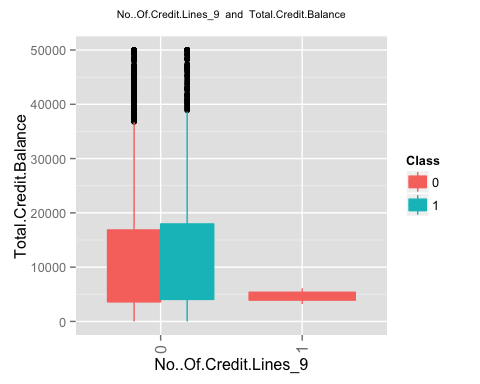 No..Of.Credit.Lines_9 and Total.Credit.Balance
50000
40000
30000
20000
10000
0
Total.Credit.Balance
0
1
No..Of.Credit.Lines_9
Class
0
1